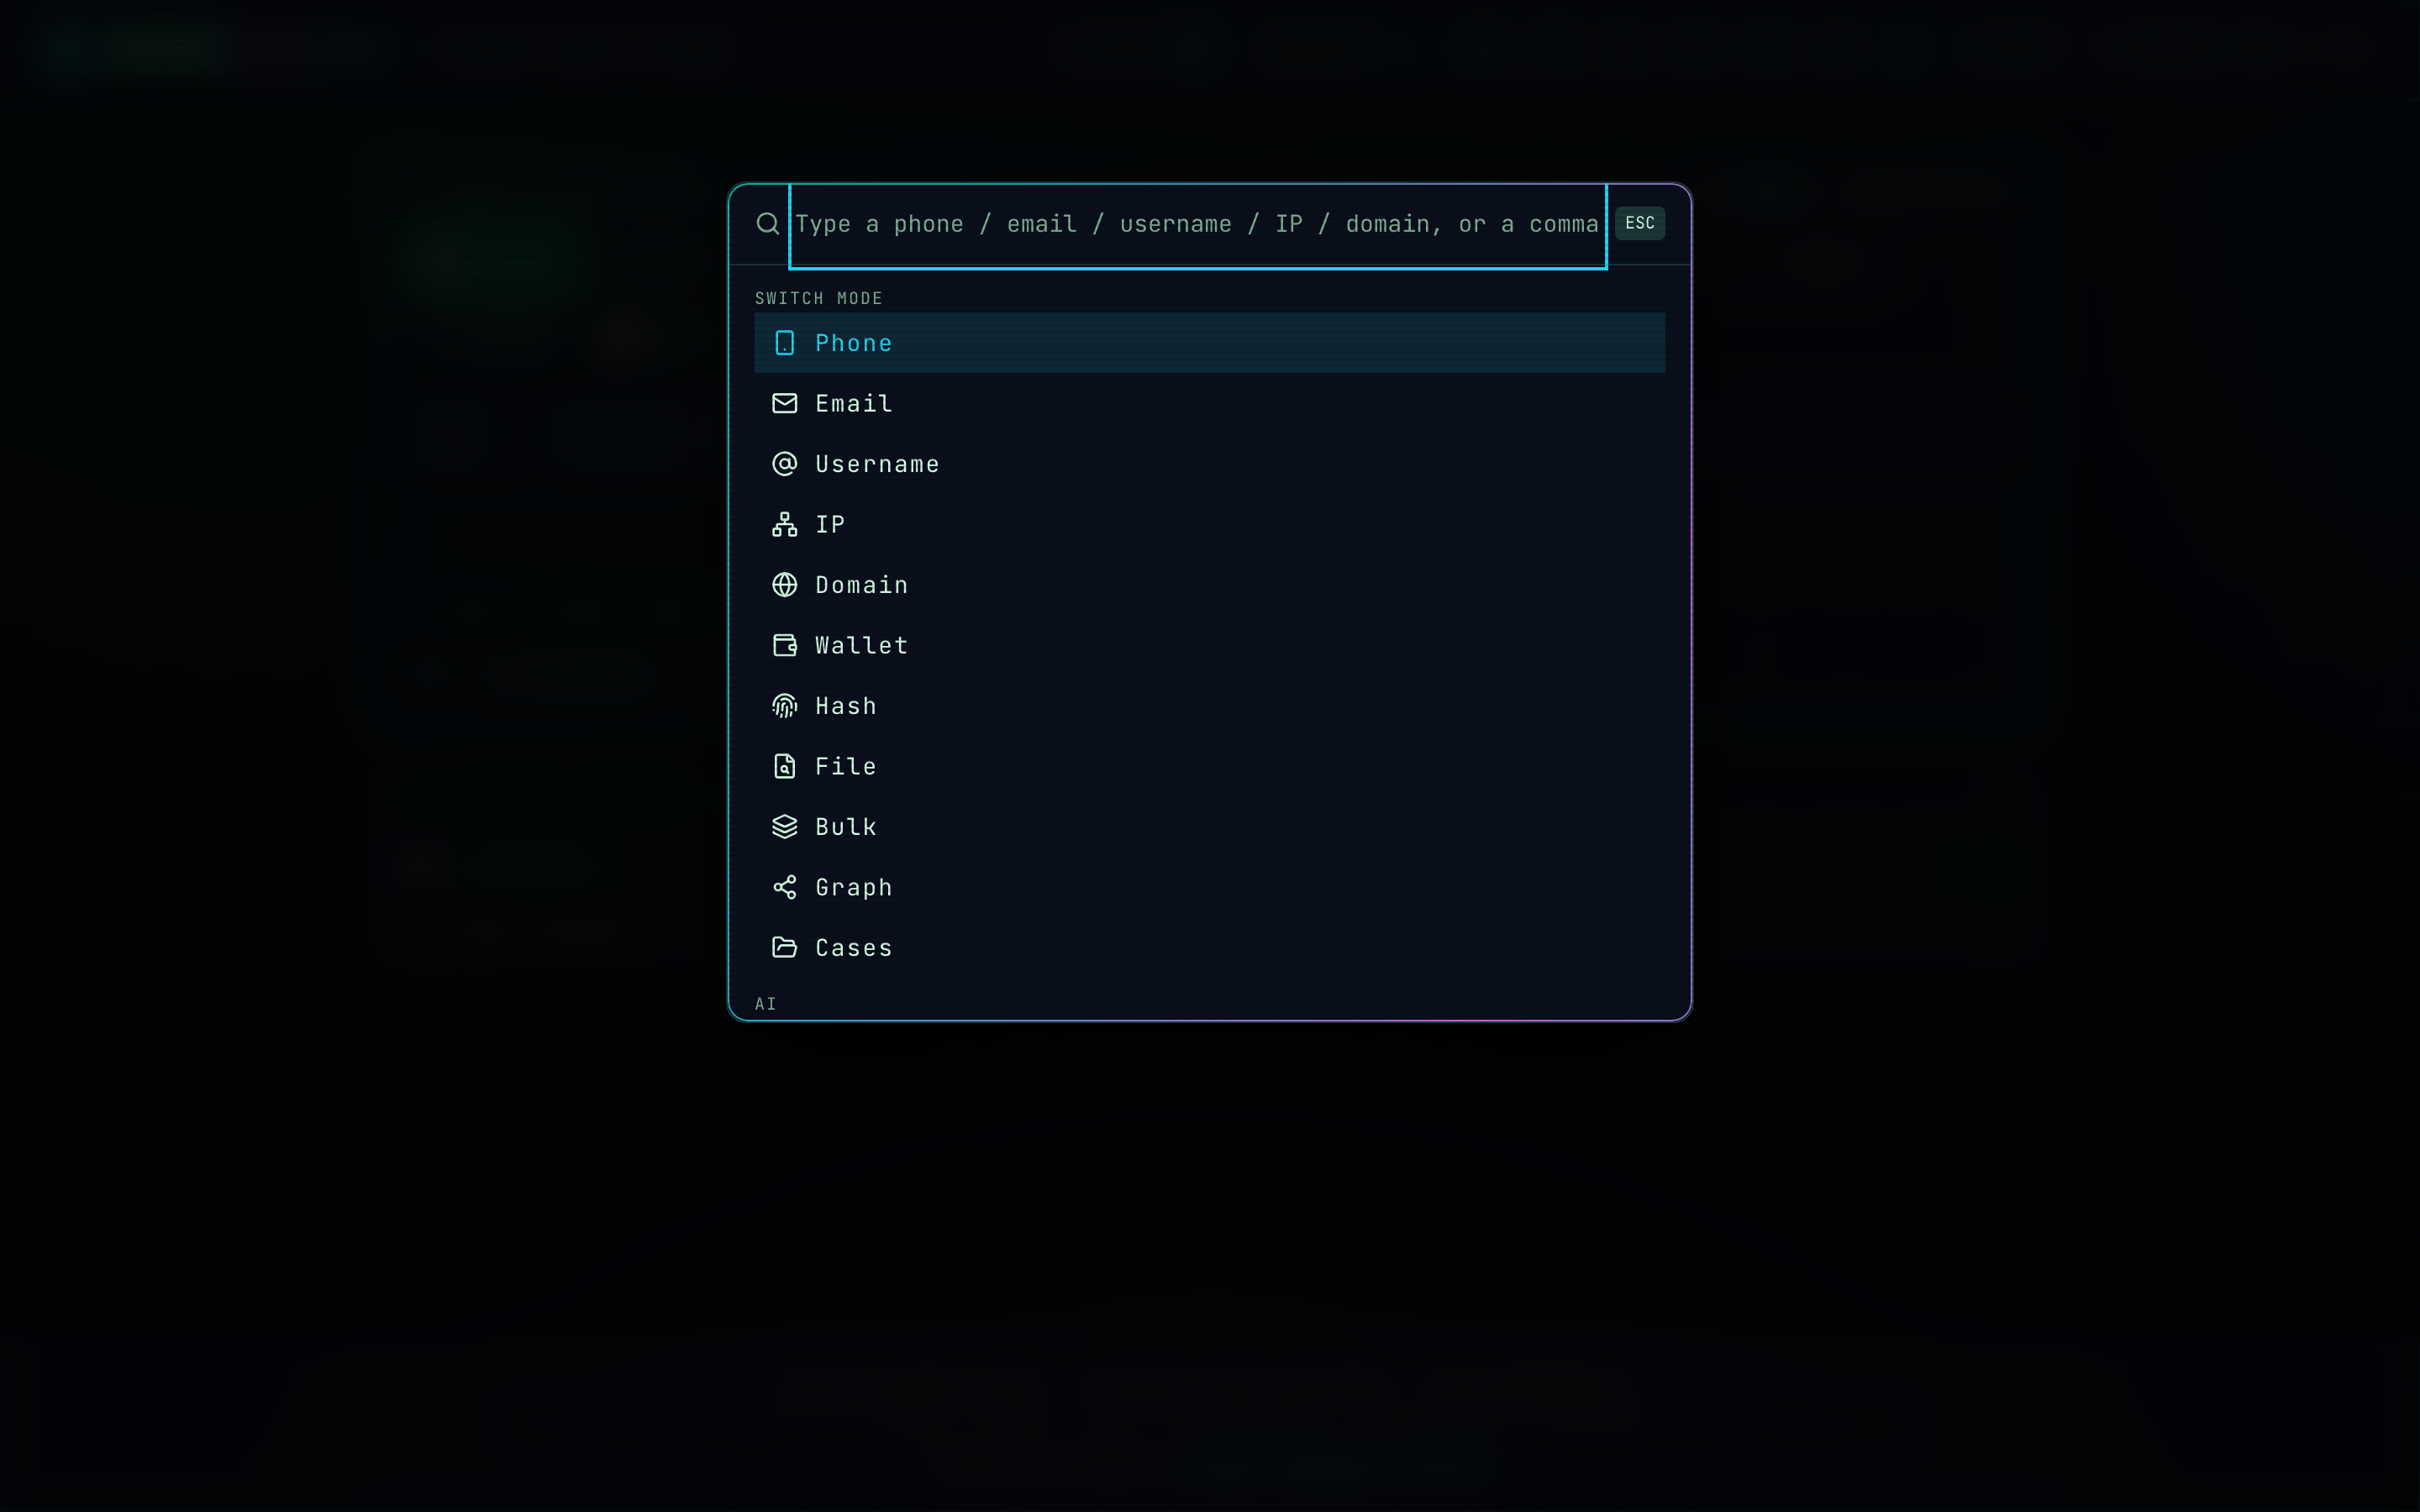 Type a phone / email / username / IP / domain, or a comma
ESC
SWITCH MODE
Phone
Email
Username
IP
Domain
Wallet
Hash
File
Bulk
Graph
Cases
AI